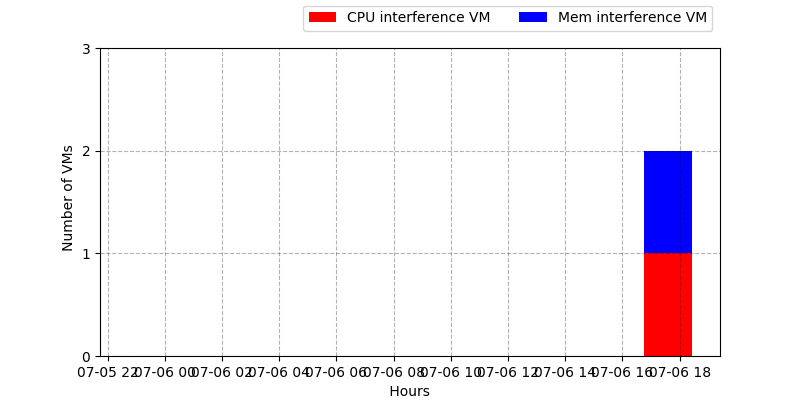 CPU interference VM Mem interference VM
3
2
1
0
Number of VMs
07-05 22 07-06 00 07-06 02 07-06 04 07-06 06 07-06 08 07-06 10 07-06 12 07-06 14 07-06 16 07-06 18
Hours